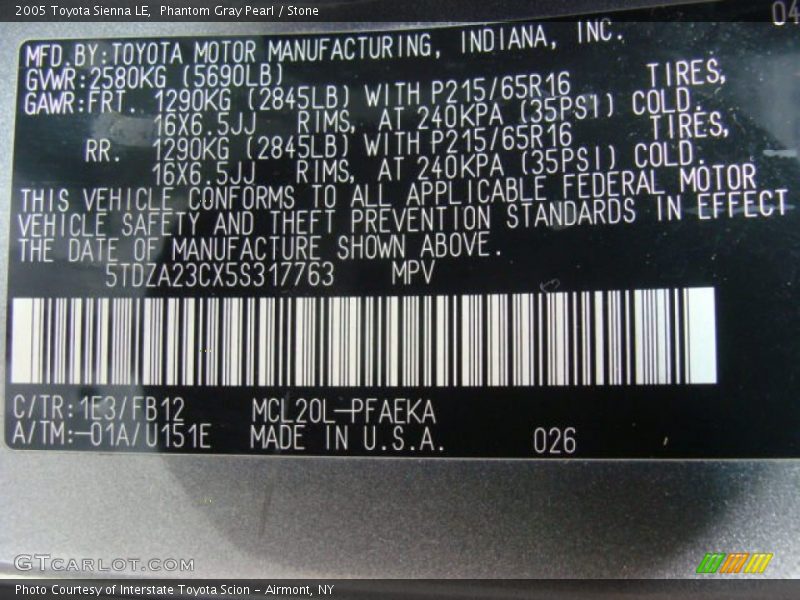 2005 Toyota Sienna LE, Phantom Gray Pearl / Stone
04
MFD.BY:TOYOTA MOTOR MANUFACTURING, INDIANA, INC.
GVWR:2580KG (5690LB)
GAWR:FRT. 1290KG (2845LB) WITH P215/65R16 TIRES,
16X6.5JJ RIMS, AT 240KPA (35PSI) COLD.
RR. 1290KG (2845LB) WITH P215/65R16 TIRES,
16X6.5JJ RIMS, AT 240KPA (35PSI) COLD.
THIS VEHICLE CONFORMS TO ALL APPLICABLE FEDERAL MOTOR
VEHICLE SAFETY AND THEFT PREVENTION STANDARDS IN EFFECT
THE DATE OF MANUFACTURE SHOWN ABOVE.
5TDZA23CX5S317763 MPV
C/TR:1E3/FB12 MCL20L-PFAEKA
A/TM:-01A/U151E MADE IN U.S.A. 026
GTCARLOT.COM
Photo Courtesy of Interstate Toyota Scion - Airmont, NY